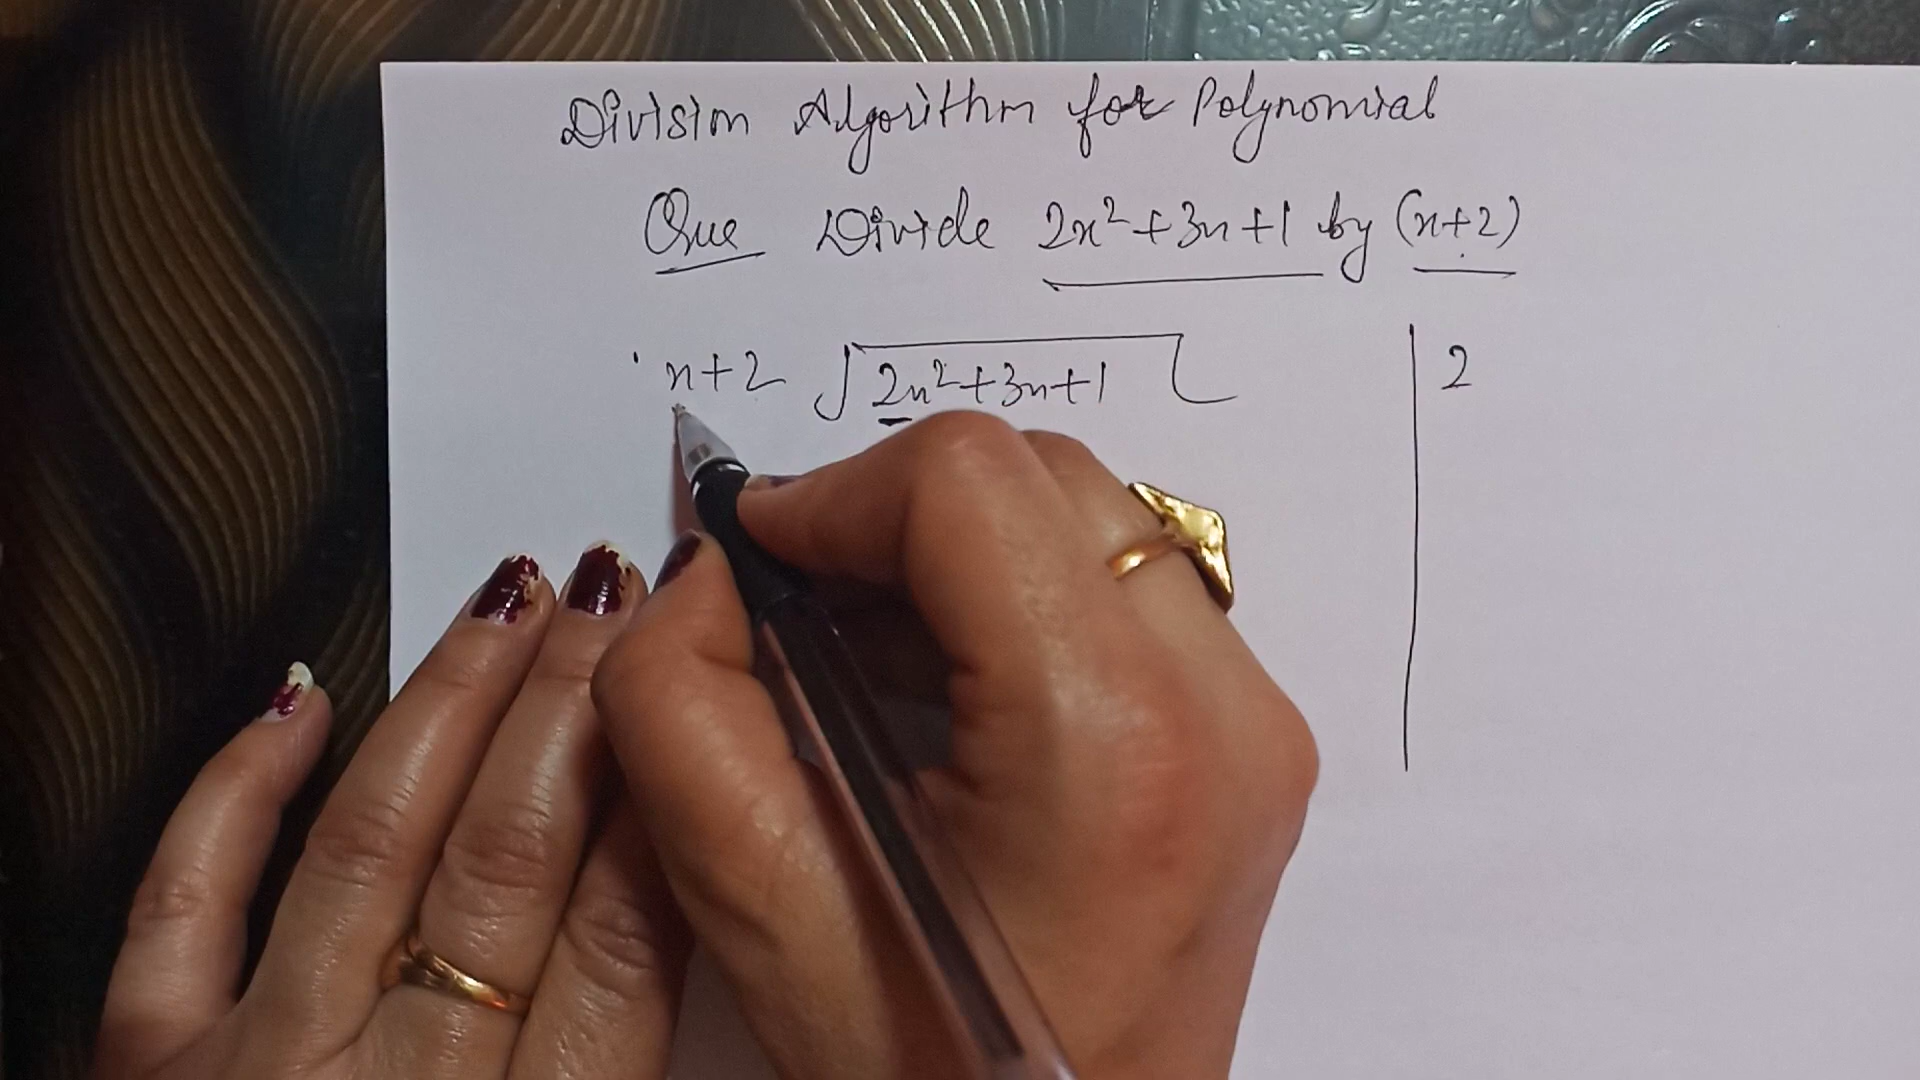 Division Algorithm for Polynomial
Que Divide 2x²+3x+1 by (x+2)
x+2 2x²+3x+1 2